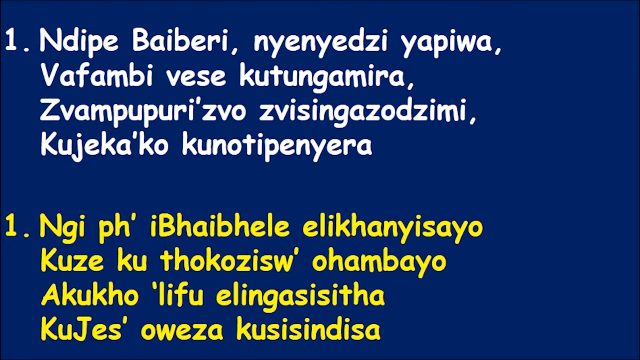 1. Ndipe Baiberi, nyenyedzi yapiwa,
Vafambi vese kutungamira,
Zvampupuri’zvo zvisingazodzimi,
Kujeka’ko kunotipenyera
1. Ngi ph’ iBhaibhele elikhanyisayo
Kuze ku thokozisw’ ohambayo
Akukho ‘lifu elingasisitha
KuJes’ oweza kusisindisa